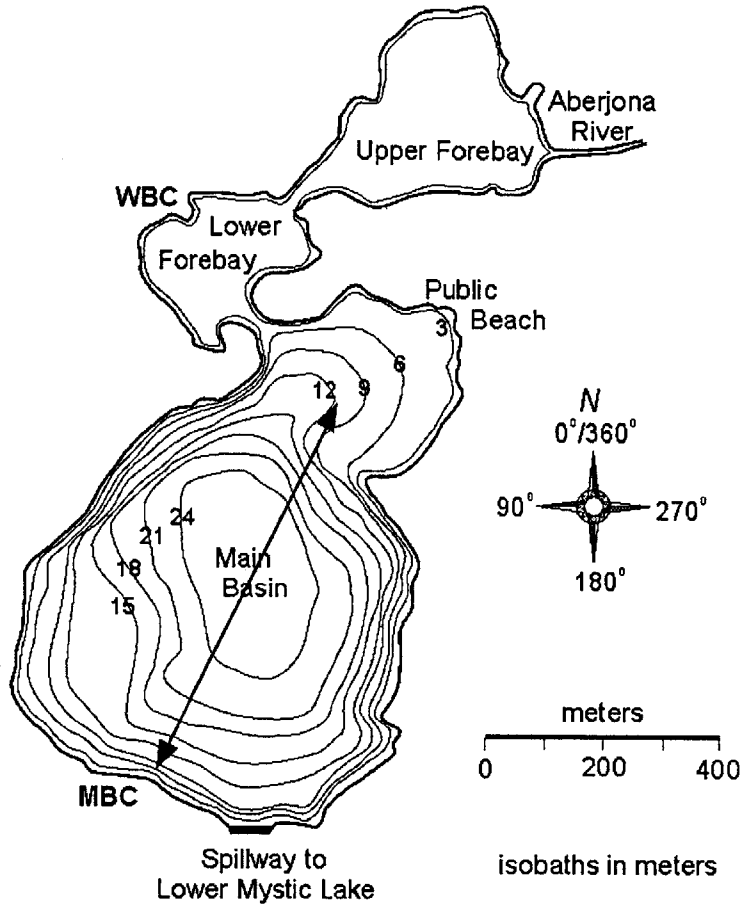 Aberjona
River
Upper Forebay
WBC
Lower
Forebay
Public
Beach
3
6
9
12
N
0°/360°
90°
270°
180°
24
21
18
15
Main
Basin
meters
0 200 400
MBC
Spillway to
Lower Mystic Lake
isobaths in meters